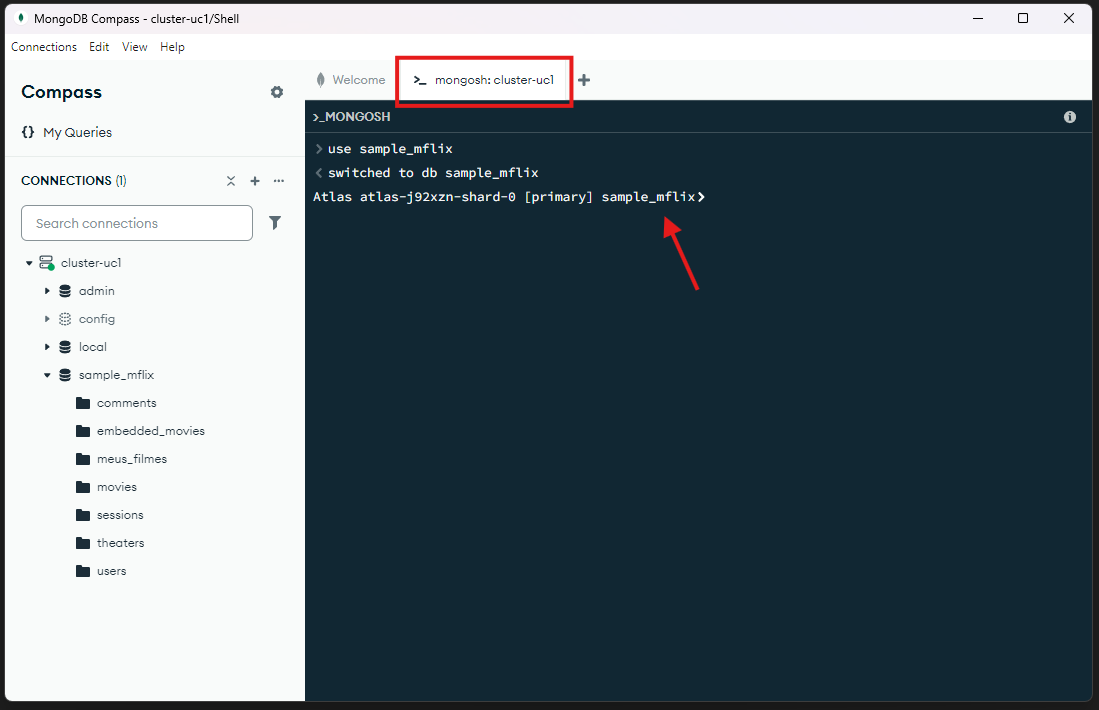 MongoDB Compass - cluster-uc1/Shell
Connections Edit View Help
Compass
{} My Queries
CONNECTIONS (1)
Search connections
cluster-uc1
admin
config
local
sample_mflix
comments
embedded_movies
meus_filmes
movies
sessions
theaters
users
Welcome
>_ mongosh: cluster-uc1
>_MONGOSH
> use sample_mflix
< switched to db sample_mflix
Atlas atlas-j92xzn-shard-0 [primary] sample_mflix>